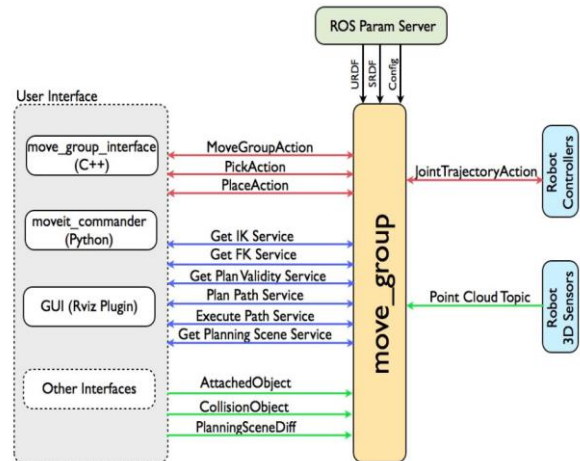 ROS Param Server
URDF
SRDF
Config
User Interface
move_group_interface
(C++)
moveit_commander
(Python)
GUI (Rviz Plugin)
Other Interfaces
MoveGroupAction
PickAction
PlaceAction
Get IK Service
Get FK Service
Get Plan Validity Service
Plan Path Service
Execute Path Service
Get Planning Scene Service
AttachedObject
CollisionObject
PlanningSceneDiff
move_group
JointTrajectoryAction
Robot
Controllers
Point Cloud Topic
Robot
3D Sensors